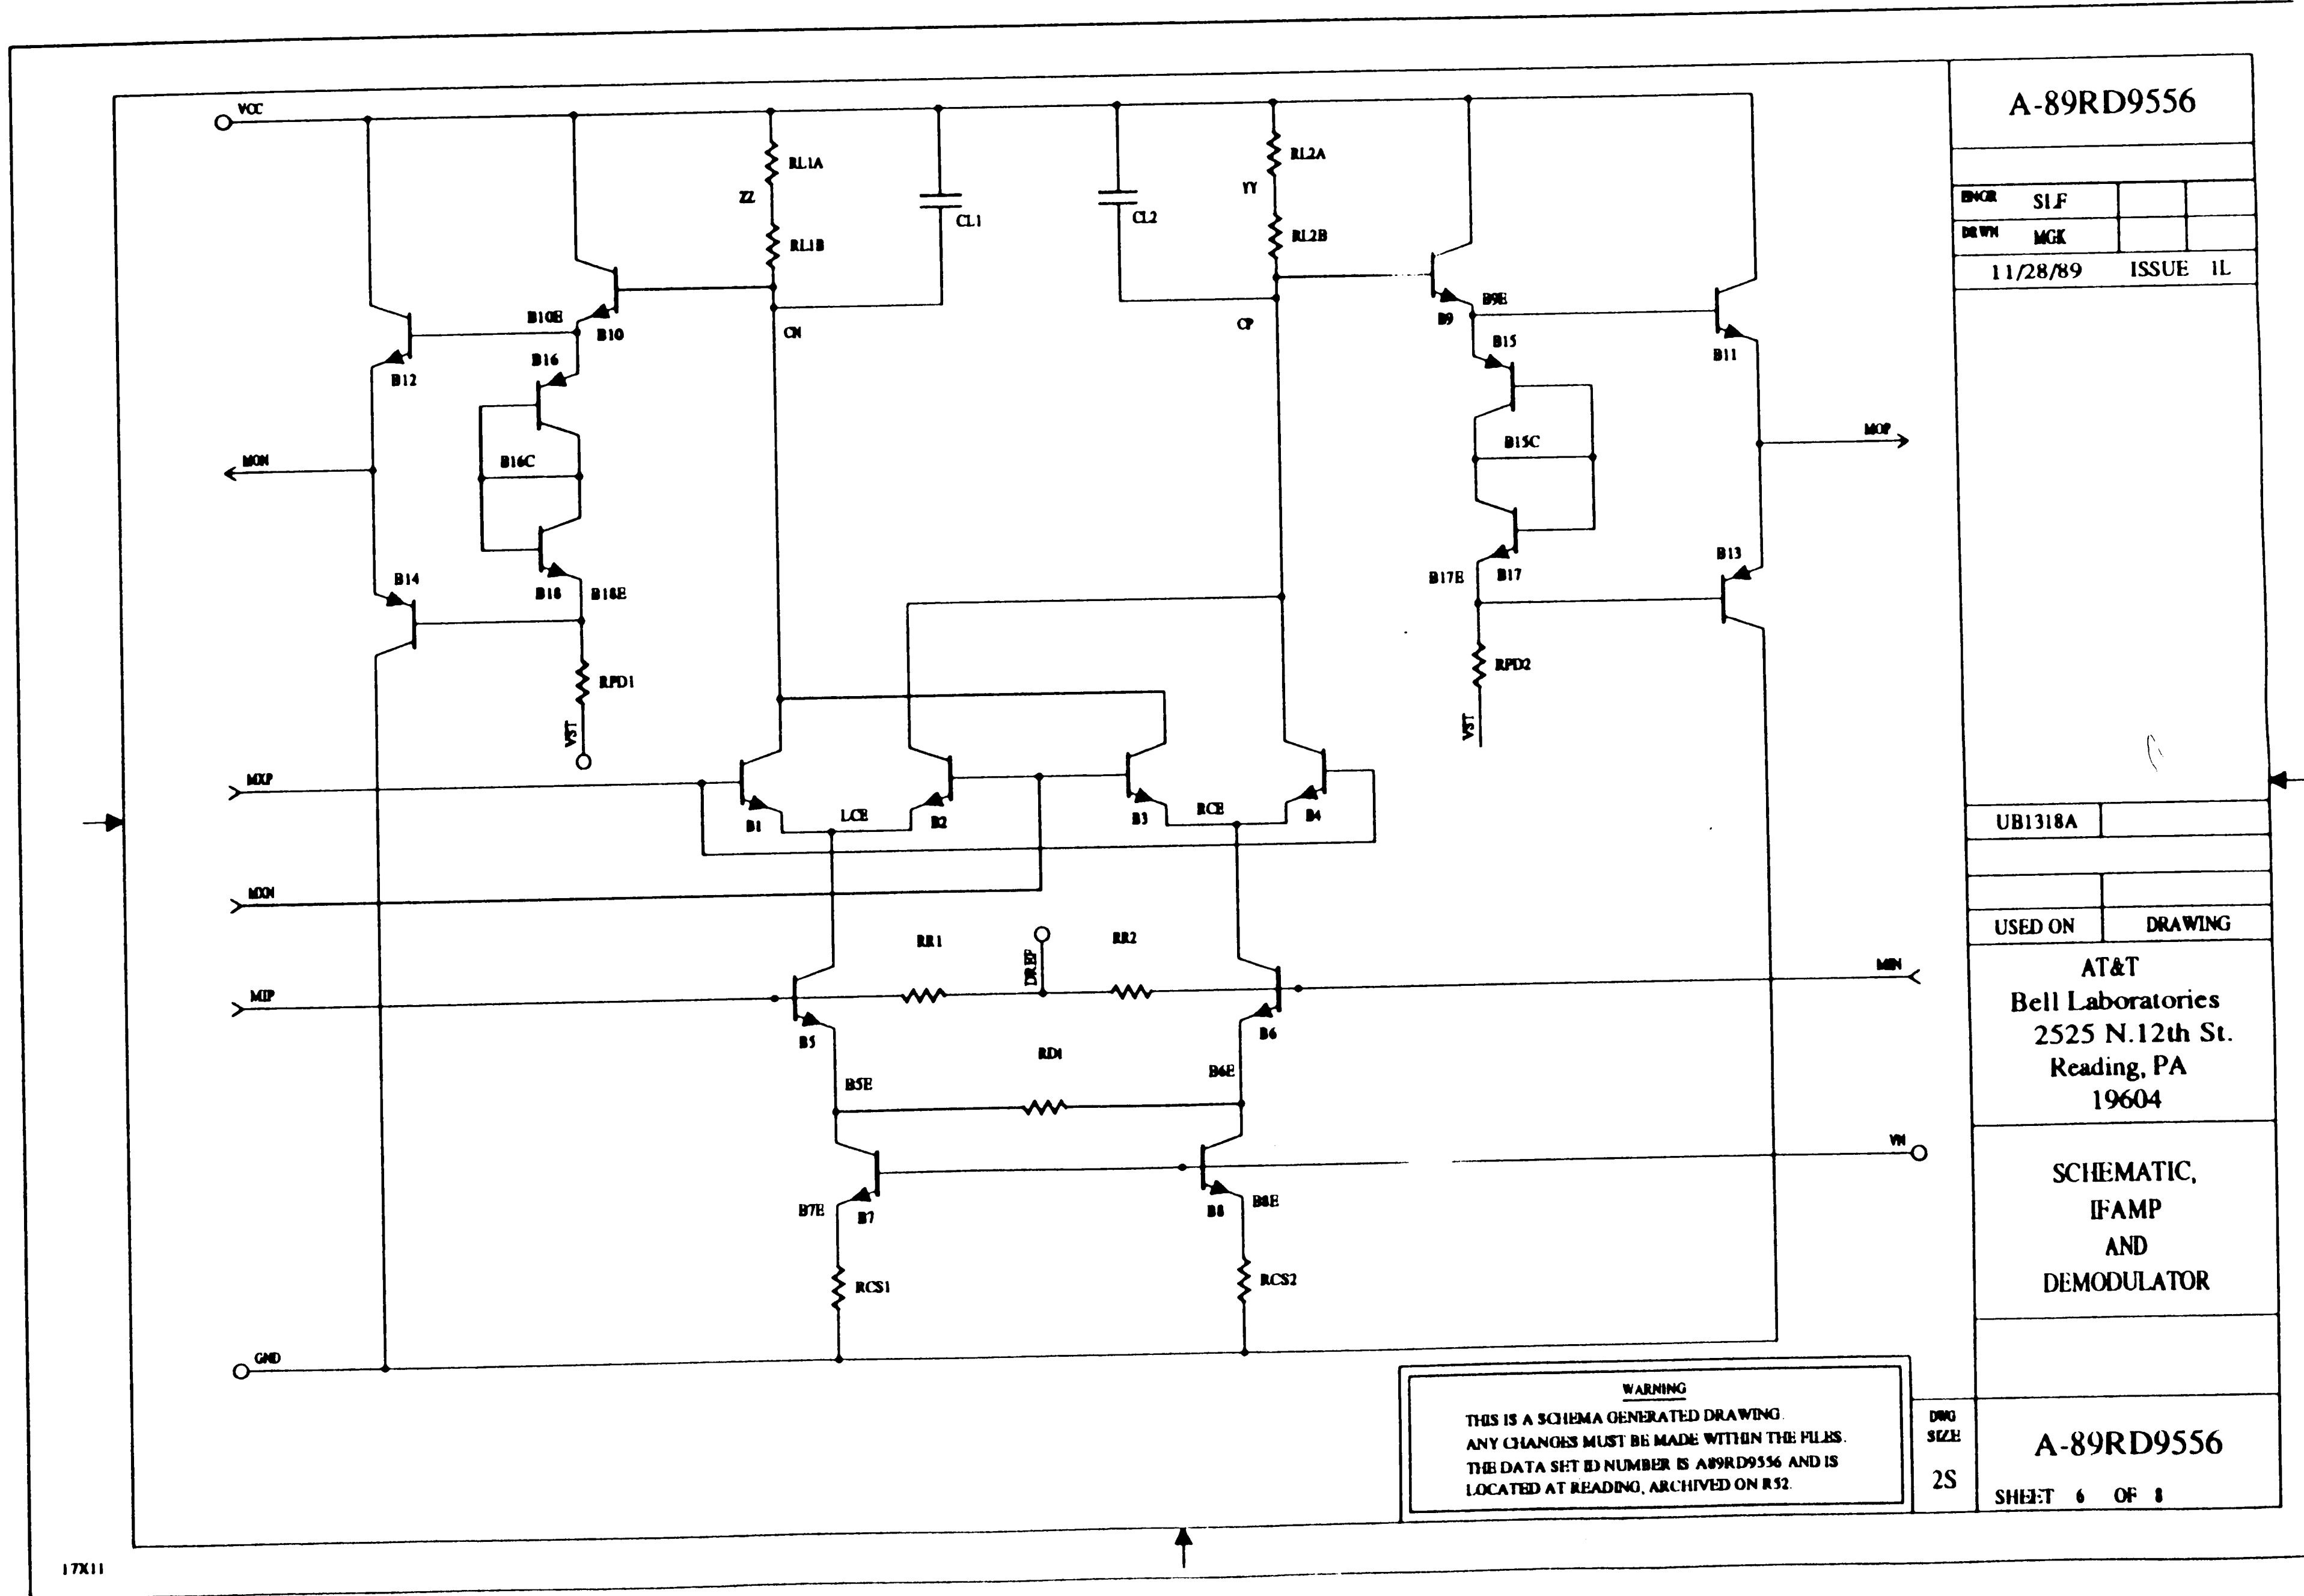 VCC
RL1A
ZZ
RL1B
CL1
CL2
RL2A
YY
RL2B
B10E
B10
CN
CP
B9E
B9
B16
B12
B15
B11
MON
B16C
B15C
MOP
B14
B18
B18E
B17E
B17
B13
RPD1
VST
RPD2
VST
MXP
B1
LCE
B2
B3
RCE
B4
MXN
RR1
DREF
RR2
MIP
MIN
B5
B6
RD1
B5E
B6E
VN
B7E
B7
B8
B8E
RCS1
RCS2
GND
WARNING
THIS IS A SCHEMA GENERATED DRAWING.
ANY CHANGES MUST BE MADE WITHIN THE FILES.
THE DATA SET ID NUMBER IS A89RD9556 AND IS
LOCATED AT READING, ARCHIVED ON R52.
17X11
A-89RD9556
ENGR SLF
DRWN MGK
11/28/89 ISSUE 1L
UB1318A
USED ON DRAWING
AT&T
Bell Laboratories
2525 N.12th St.
Reading, PA
19604
SCHEMATIC,
IFAMP
AND
DEMODULATOR
DWG
SIZE
2S
A-89RD9556
SHEET 6 OF 8